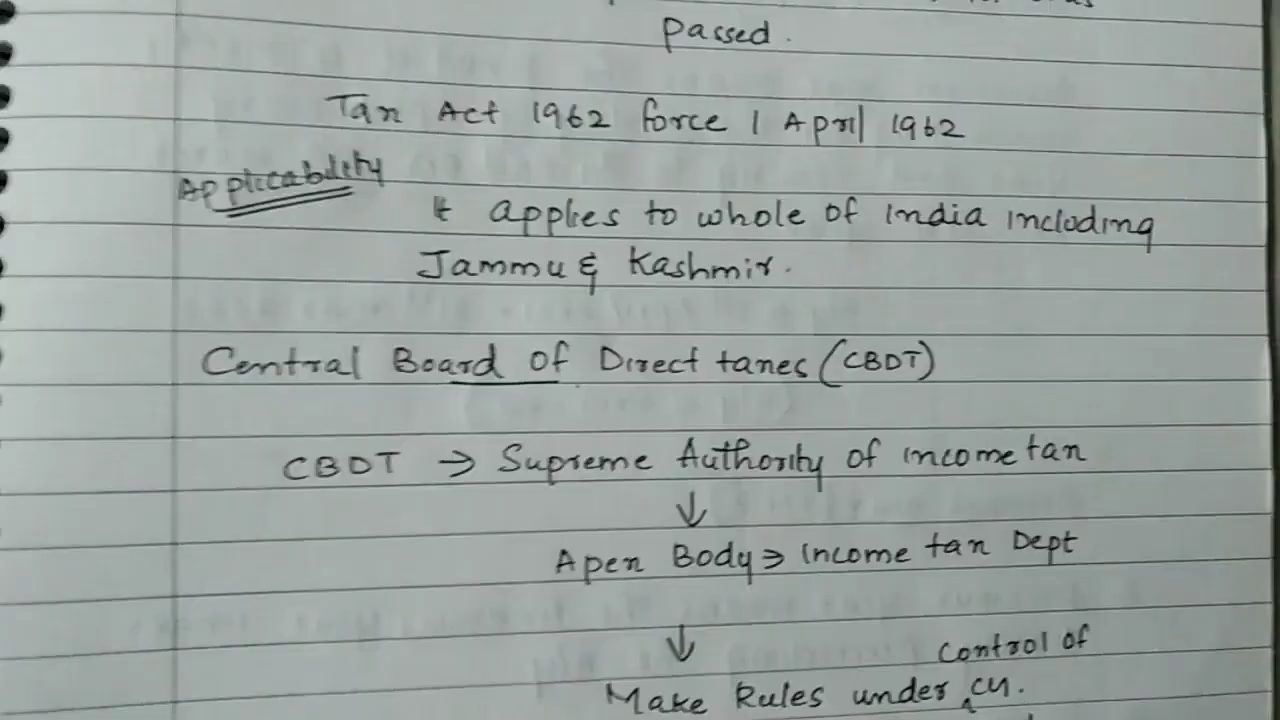 passed.
Tax Act 1962 force 1 April 1962
Applicability
It applies to whole of India including
Jammu & Kashmir.
Central Board of Direct taxes (CBDT)
CBDT → Supreme Authority of income tax
↓
Apex Body → Income tax Dept
↓
Control of
Make Rules under CG.